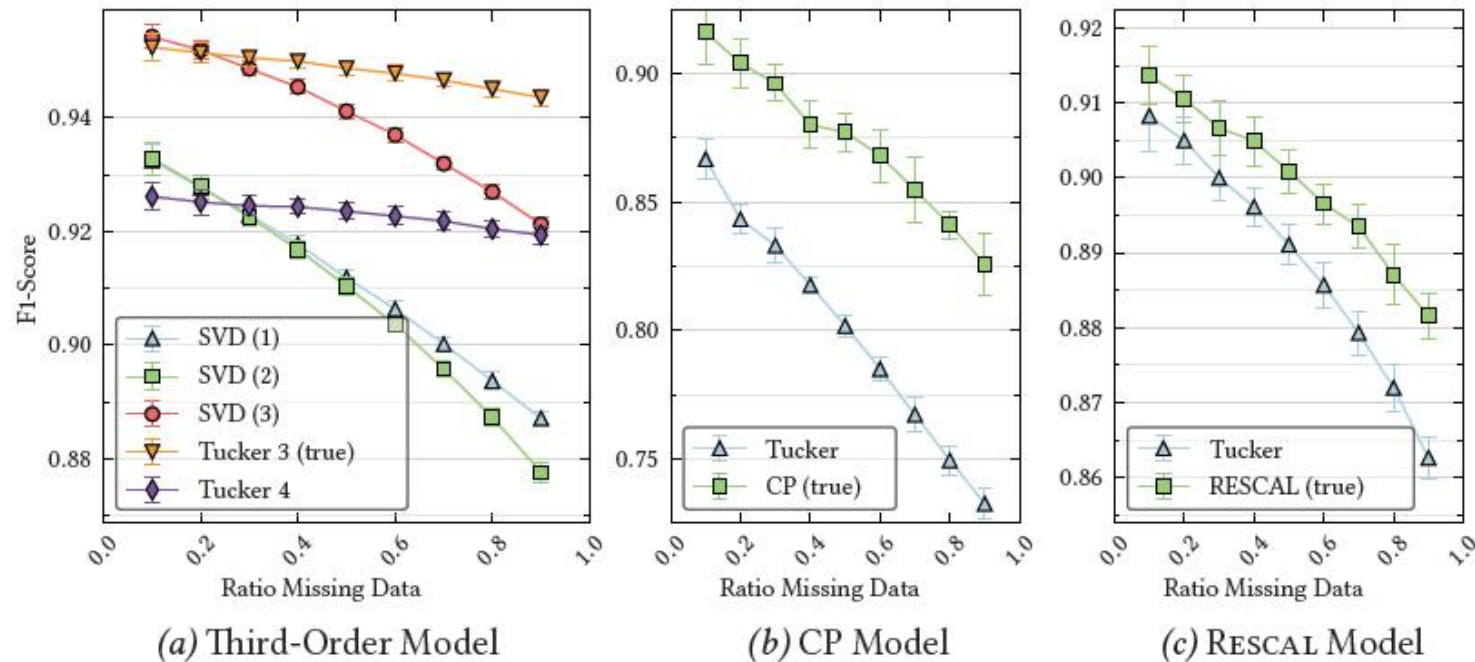 F1-Score
0.94
0.92
0.90
0.88
SVD (1)
SVD (2)
SVD (3)
Tucker 3 (true)
Tucker 4
0.0 0.2 0.4 0.6 0.8 1.0
Ratio Missing Data
(a) Third-Order Model
0.90
0.85
0.80
0.75
Tucker
CP (true)
0.0 0.2 0.4 0.6 0.8 1.0
Ratio Missing Data
(b) CP Model
0.92
0.91
0.90
0.89
0.88
0.87
0.86
Tucker
RESCAL (true)
0.0 0.2 0.4 0.6 0.8 1.0
Ratio Missing Data
(c) RESCAL Model